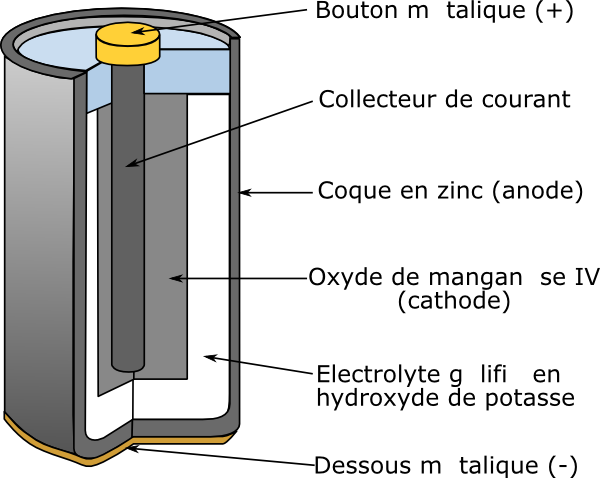 Bouton m talique (+)
Collecteur de courant
Coque en zinc (anode)
Oxyde de mangan se IV
(cathode)
Electrolyte g lifi en
hydroxyde de potasse
Dessous m talique (-)